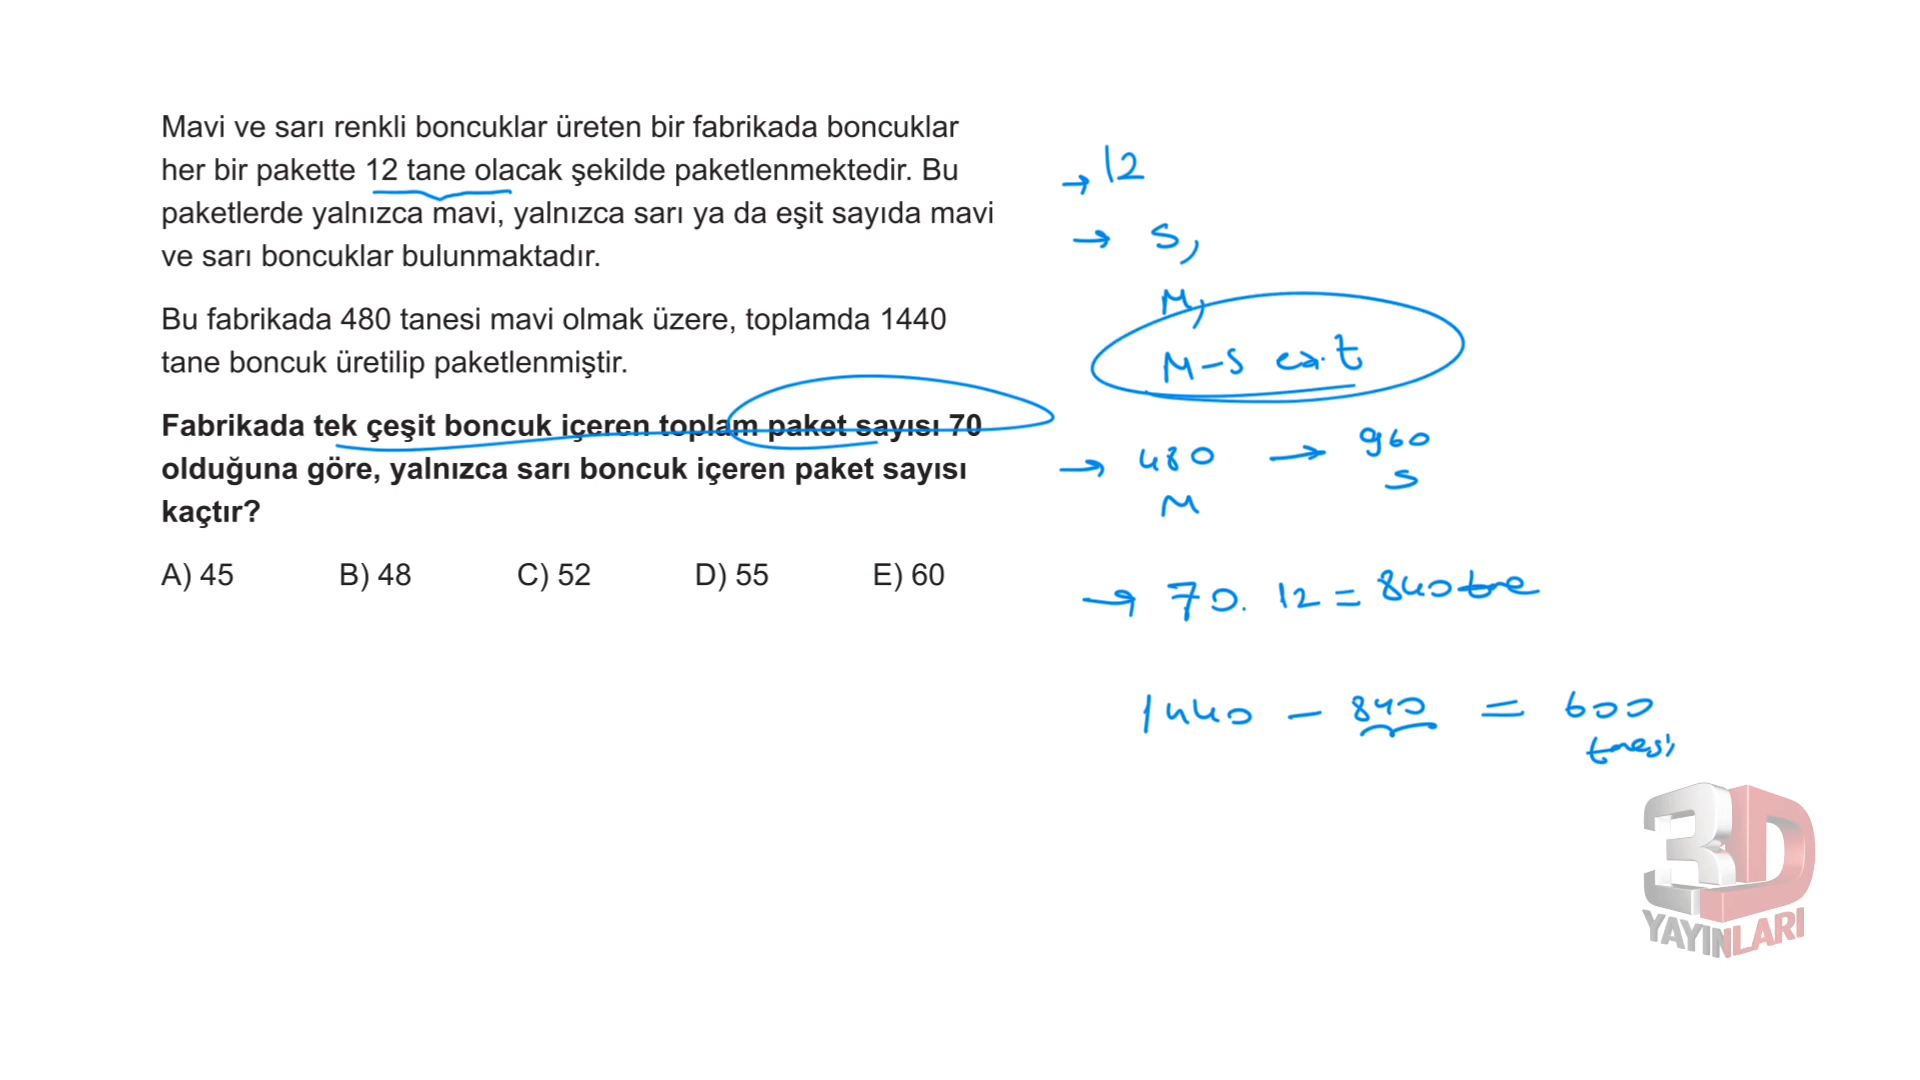 Mavi ve sarı renkli boncuklar üreten bir fabrikada boncuklar
her bir pakette 12 tane olacak şekilde paketlenmektedir. Bu
paketlerde yalnızca mavi, yalnızca sarı ya da eşit sayıda mavi
ve sarı boncuklar bulunmaktadır.
Bu fabrikada 480 tanesi mavi olmak üzere, toplamda 1440
tane boncuk üretilip paketlenmiştir.
Fabrikada tek çeşit boncuk içeren toplam paket sayısı 70
olduğuna göre, yalnızca sarı boncuk içeren paket sayısı
kaçtır?
A) 45 B) 48 C) 52 D) 55 E) 60
→ 12
→ S,
M,
M-S eşit
→ 480 → 960
M S
→ 70. 12 = 840 tne
1440 - 840 = 600
tnesi
3D
YAYINLARI